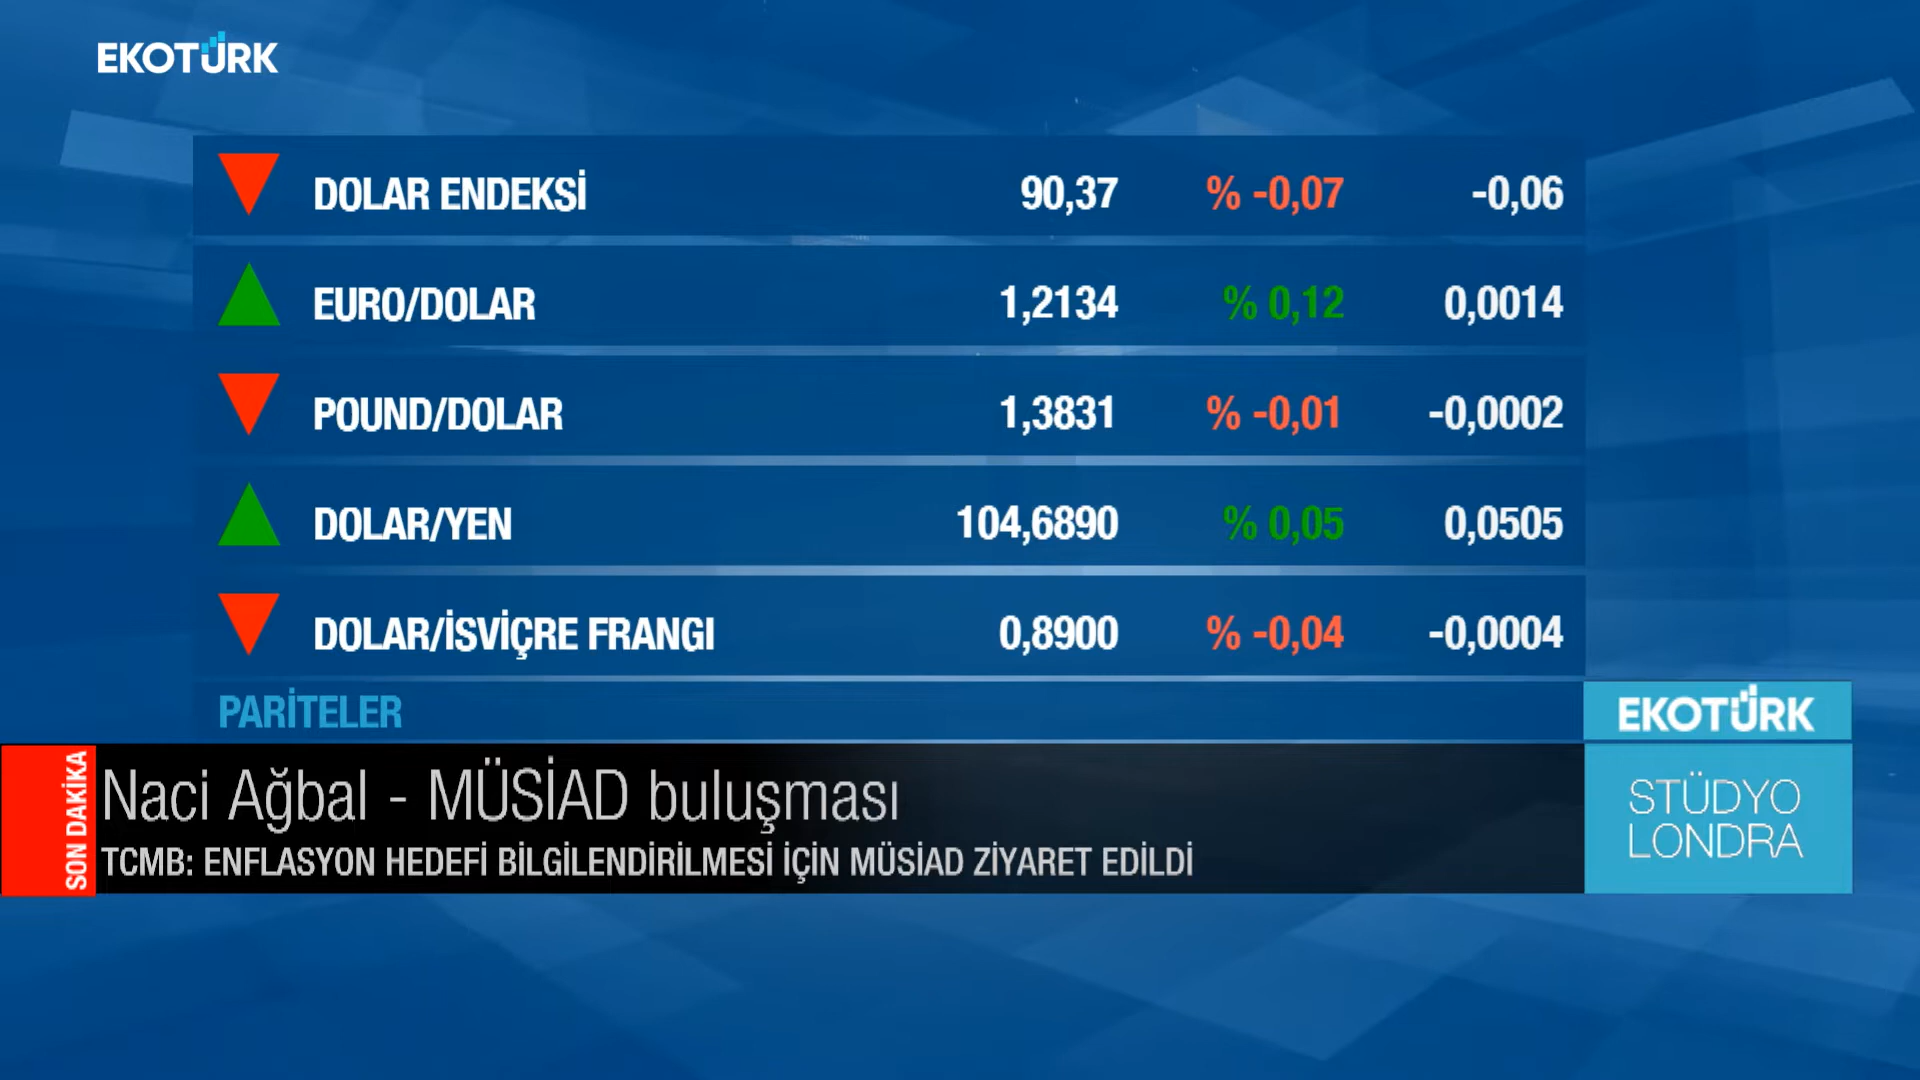 EKOTÜRK
DOLAR ENDEKSİ 90,37 % -0,07 -0,06
EURO/DOLAR 1,2134 % 0,12 0,0014
POUND/DOLAR 1,3831 % -0,01 -0,0002
DOLAR/YEN 104,6890 % 0,05 0,0505
DOLAR/İSVİÇRE FRANGI 0,8900 % -0,04 -0,0004
PARİTELER
EKOTÜRK
SON DAKİKA
Naci Ağbal - MÜSİAD buluşması
TCMB: ENFLASYON HEDEFİ BİLGİLENDİRİLMESİ İÇİN MÜSİAD ZİYARET EDİLDİ
STÜDYO
LONDRA